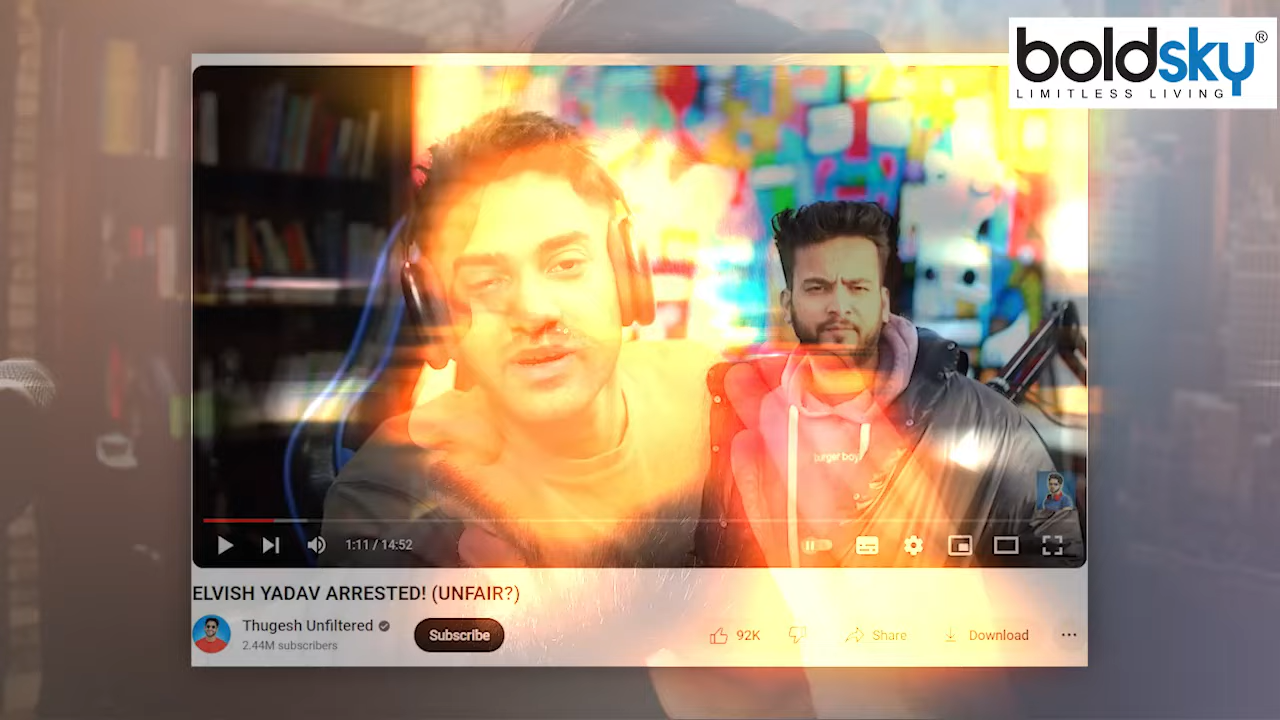 boldsky®
LIMITLESS LIVING
burger boy
1:11 / 14:52
ELVISH YADAV ARRESTED! (UNFAIR?)
Thugesh Unfiltered
2.44M subscribers
Subscribe
92K
Share
Download